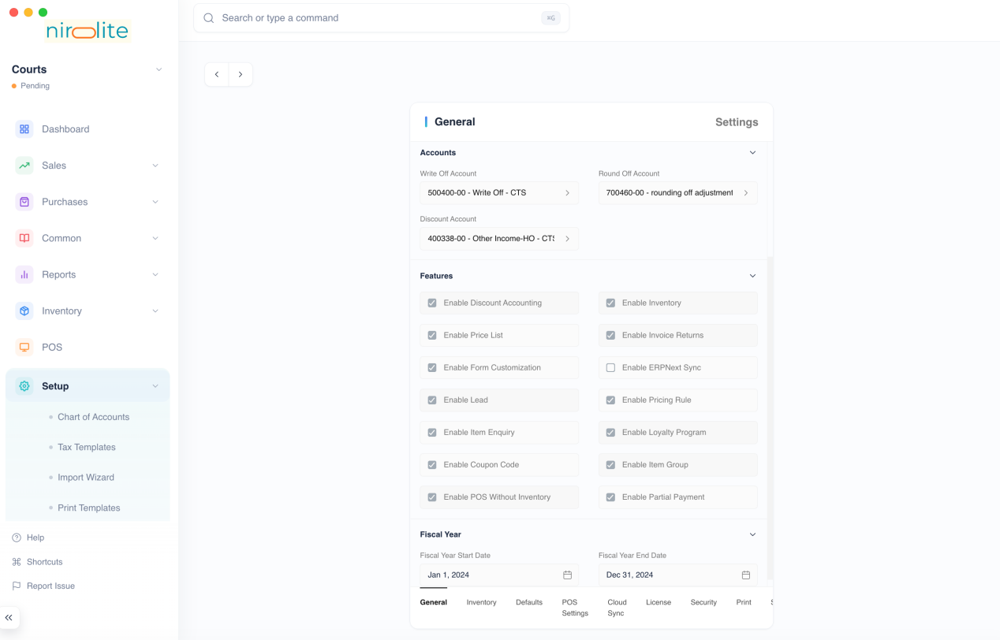 nirolite
Search or type a command
⌘G
Courts
Pending
Dashboard
Sales
Purchases
Common
Reports
Inventory
POS
Setup
Chart of Accounts
Tax Templates
Import Wizard
Print Templates
Help
Shortcuts
Report Issue
General
Settings
Accounts
Write Off Account
Round Off Account
500400-00 - Write Off - CTS
700460-00 - rounding off adjustment
Discount Account
400338-00 - Other Income-HO - CTS
Features
Enable Discount Accounting
Enable Inventory
Enable Price List
Enable Invoice Returns
Enable Form Customization
Enable ERPNext Sync
Enable Lead
Enable Pricing Rule
Enable Item Enquiry
Enable Loyalty Program
Enable Coupon Code
Enable Item Group
Enable POS Without Inventory
Enable Partial Payment
Fiscal Year
Fiscal Year Start Date
Fiscal Year End Date
Jan 1, 2024
Dec 31, 2024
General
Inventory
Defaults
POS Settings
Cloud Sync
License
Security
Print